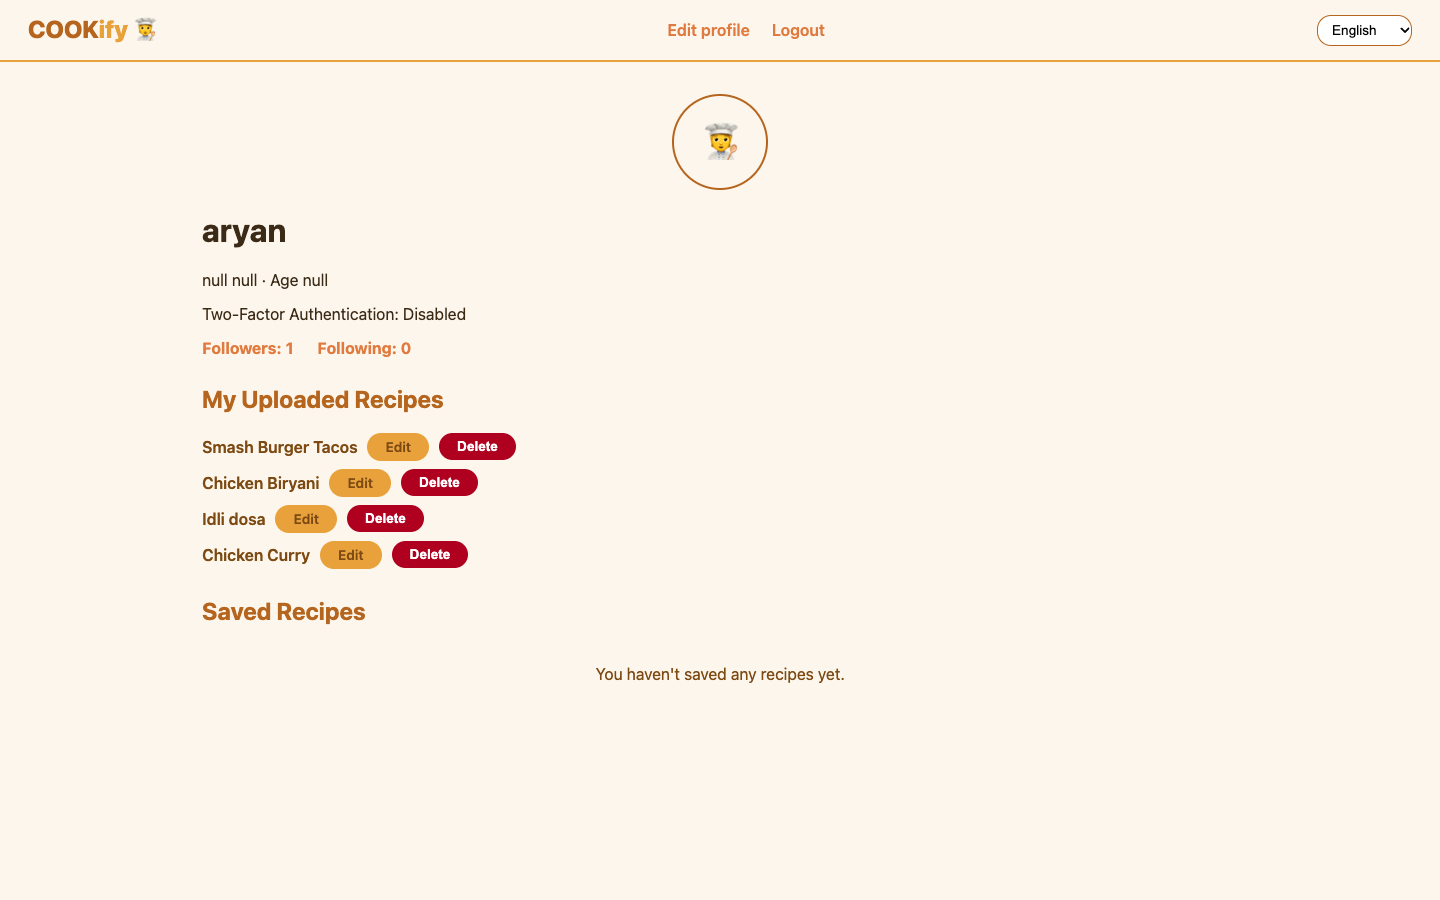 COOKify
Edit profile Logout
English
aryan
null null · Age null
Two-Factor Authentication: Disabled
Followers: 1 Following: 0
My Uploaded Recipes
Smash Burger Tacos Edit Delete
Chicken Biryani Edit Delete
Idli dosa Edit Delete
Chicken Curry Edit Delete
Saved Recipes
You haven't saved any recipes yet.